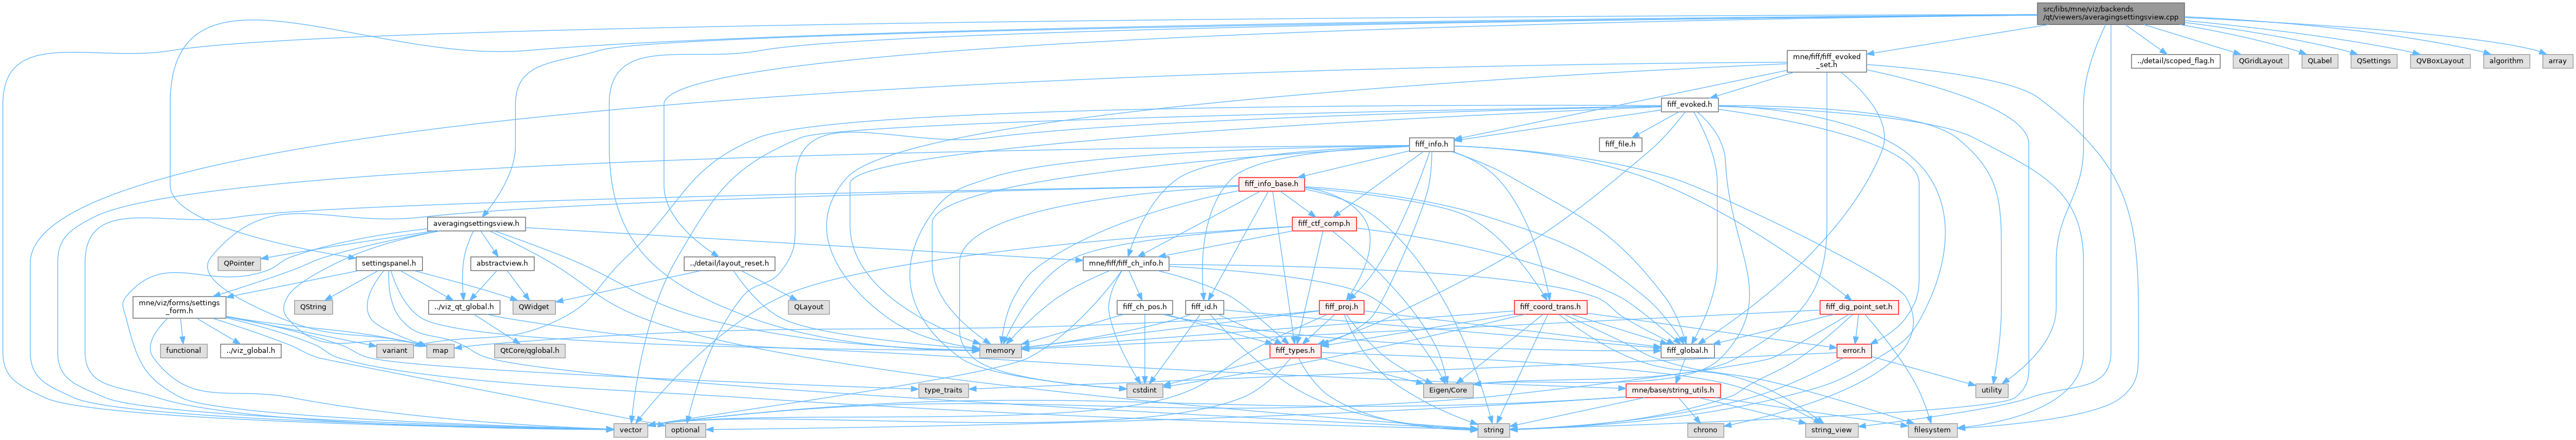 src/libs/mne/viz/backends
/qt/viewers/averagingsettingsview.cpp
mne/fiff/fiff_evoked
_set.h
../detail/scoped_flag.h
QGridLayout
QLabel
QSettings
QVBoxLayout
algorithm
array
fiff_evoked.h
fiff_info.h
fiff_file.h
fiff_info_base.h
averagingsettingsview.h
fiff_ctf_comp.h
QPointer
settingspanel.h
abstractview.h
../detail/layout_reset.h
mne/fiff/fiff_ch_info.h
mne/viz/forms/settings
_form.h
QString
../viz_qt_global.h
QWidget
QLayout
fiff_ch_pos.h
fiff_id.h
fiff_proj.h
fiff_coord_trans.h
fiff_dig_point_set.h
functional
../viz_global.h
variant
map
QtCore/qglobal.h
memory
fiff_types.h
fiff_global.h
error.h
type_traits
cstdint
Eigen/Core
mne/base/string_utils.h
utility
vector
optional
string
chrono
string_view
filesystem